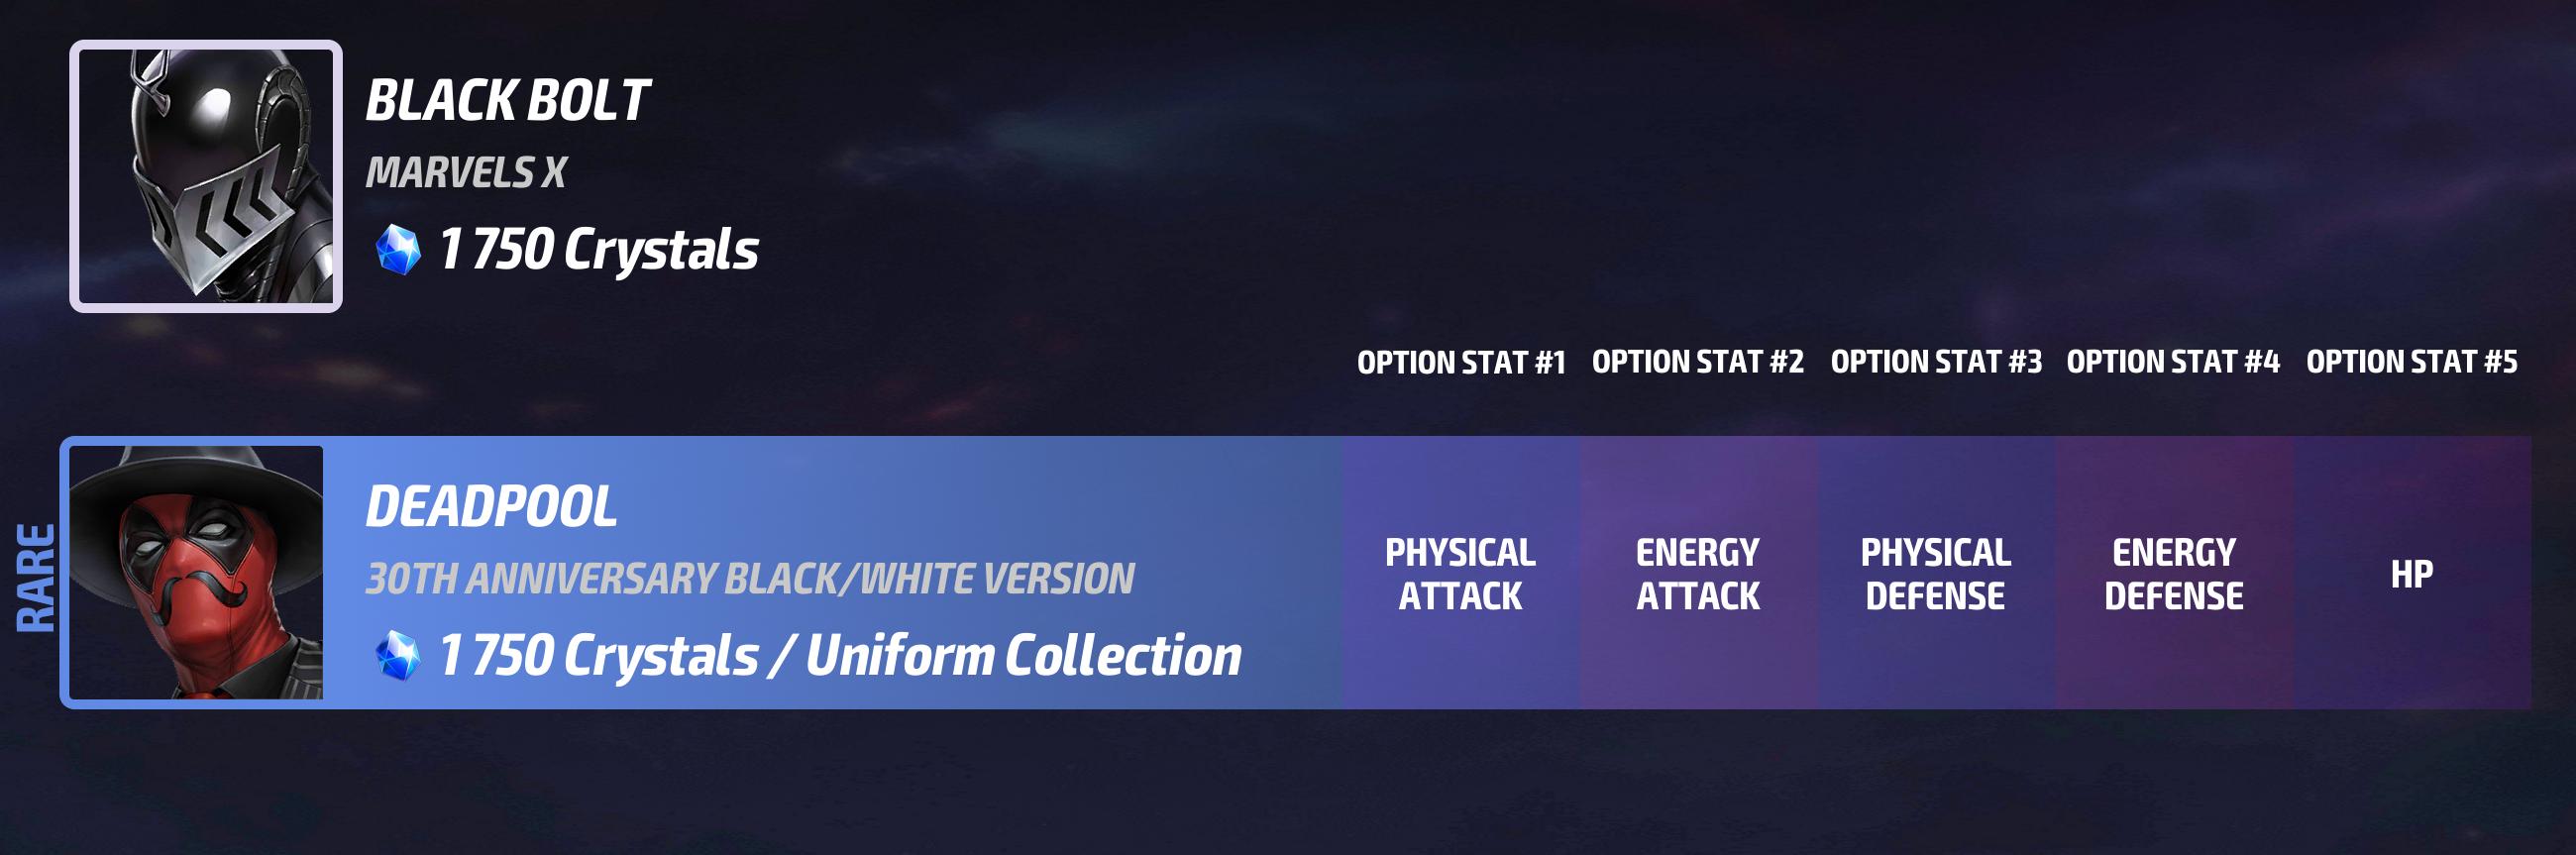 BLACK BOLT
MARVELS X
1 750 Crystals
OPTION STAT #1 OPTION STAT #2 OPTION STAT #3 OPTION STAT #4 OPTION STAT #5
RARE
DEADPOOL
30TH ANNIVERSARY BLACK/WHITE VERSION
1 750 Crystals / Uniform Collection
PHYSICAL
ATTACK
ENERGY
ATTACK
PHYSICAL
DEFENSE
ENERGY
DEFENSE
HP